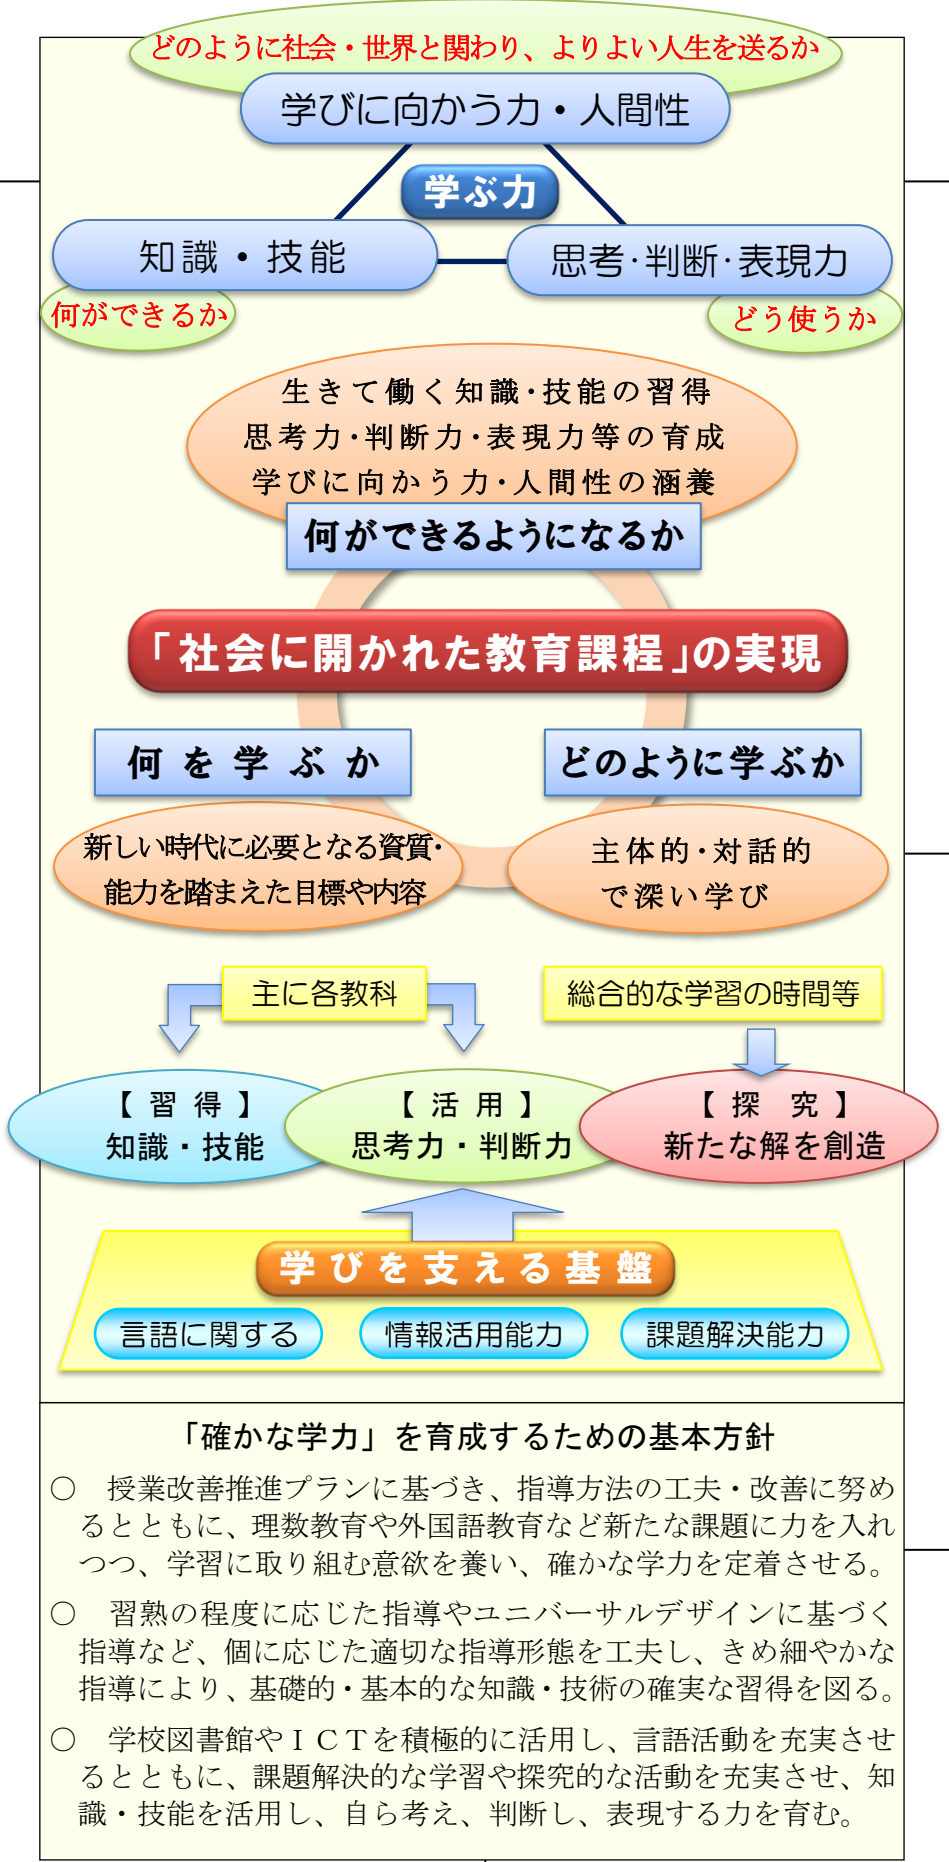 どのように社会・世界と関わり、よりよい人生を送るか
学びに向かう力・人間性
学ぶ力
知識・技能
思考・判断・表現力
何ができるか
どう使うか
生きて働く知識・技能の習得
思考力・判断力・表現力等の育成
学びに向かう力・人間性の涵養
何ができるようになるか
「社会に開かれた教育課程」の実現
何を学ぶか
どのように学ぶか
新しい時代に必要となる資質・
能力を踏まえた目標や内容
主体的・対話的
で深い学び
主に各教科
総合的な学習の時間等
【習得】
知識・技能
【活用】
思考力・判断力
【探究】
新たな解を創造
学びを支える基盤
言語に関する
情報活用能力
課題解決能力
「確かな学力」を育成するための基本方針
○　授業改善推進プランに基づき、指導方法の工夫・改善に努め
るとともに、理数教育や外国語教育など新たな課題に力を入れ
つつ、学習に取り組む意欲を養い、確かな学力を定着させる。
○　習熟の程度に応じた指導やユニバーサルデザインに基づく
指導など、個に応じた適切な指導形態を工夫し、きめ細やかな
指導により、基礎的・基本的な知識・技術の確実な習得を図る。
○　学校図書館やＩＣＴを積極的に活用し、言語活動を充実させ
るとともに、課題解決的な学習や探究的な活動を充実させ、知
識・技能を活用し、自ら考え、判断し、表現する力を育む。